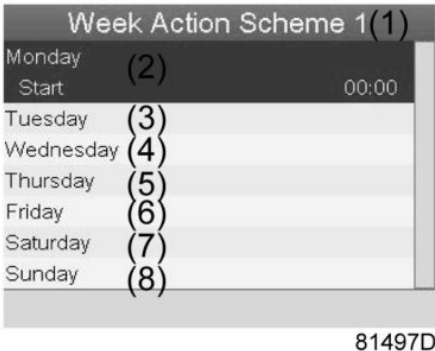 Week Action Scheme 1(1)
Monday (2)
Start 00:00
Tuesday (3)
Wednesday (4)
Thursday (5)
Friday (6)
Saturday (7)
Sunday (8)
81497D